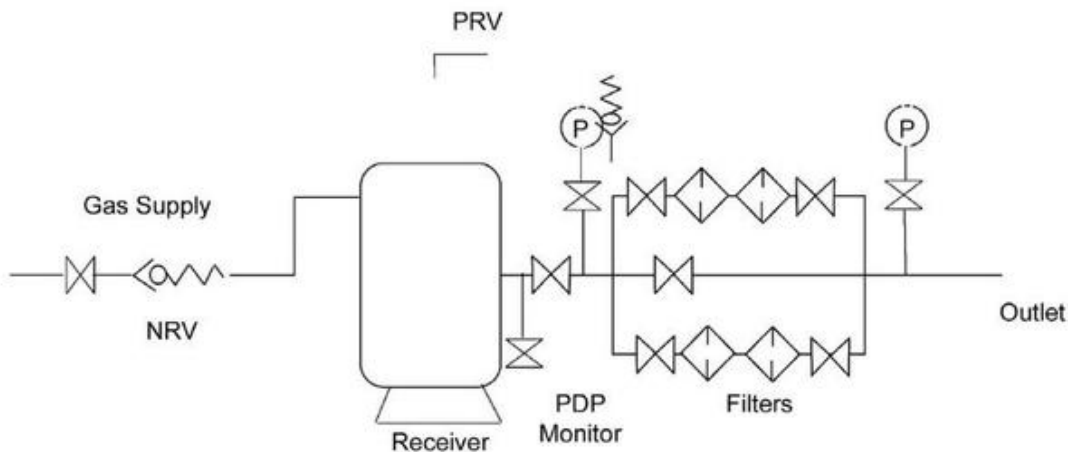 PRV
P
P
Gas Supply
NRV
Outlet
PDP
Monitor
Filters
Receiver